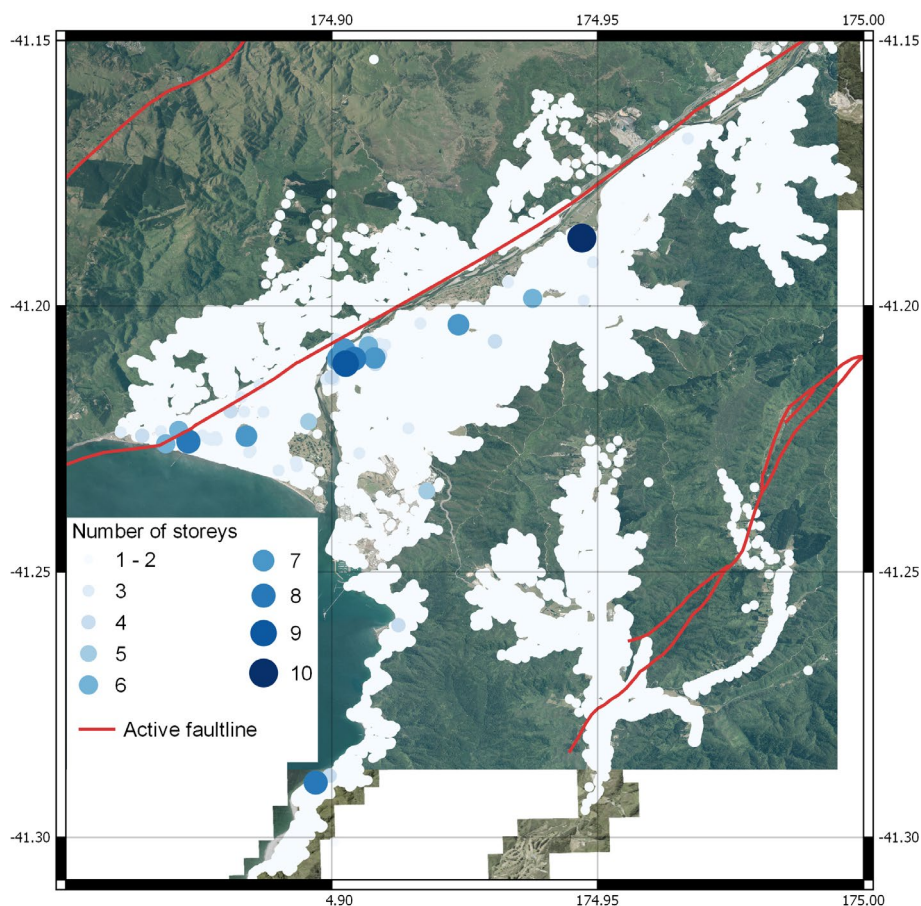 174.90 174.95 175.00
-41.15 -41.15
-41.20 -41.20
Number of storeys
1 - 2 7
3 8
4 9
5 10
6
Active faultline
-41.25 -41.25
-41.30 -41.30
4.90 174.95 175.00